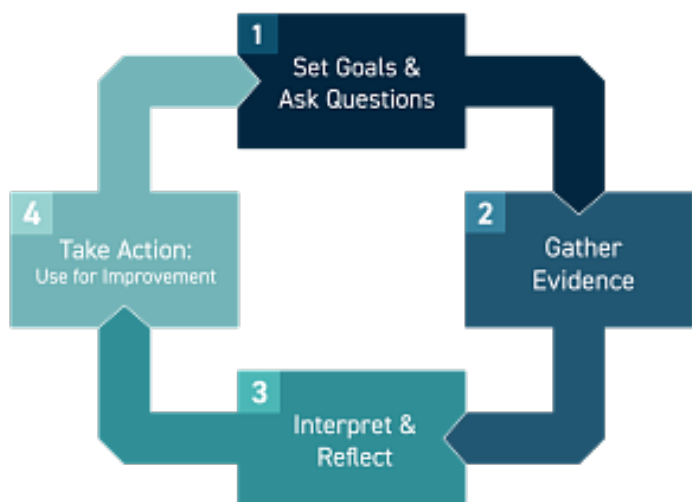 1
Set Goals &
Ask Questions
2
Gather
Evidence
3
Interpret &
Reflect
4
Take Action:
Use for Improvement